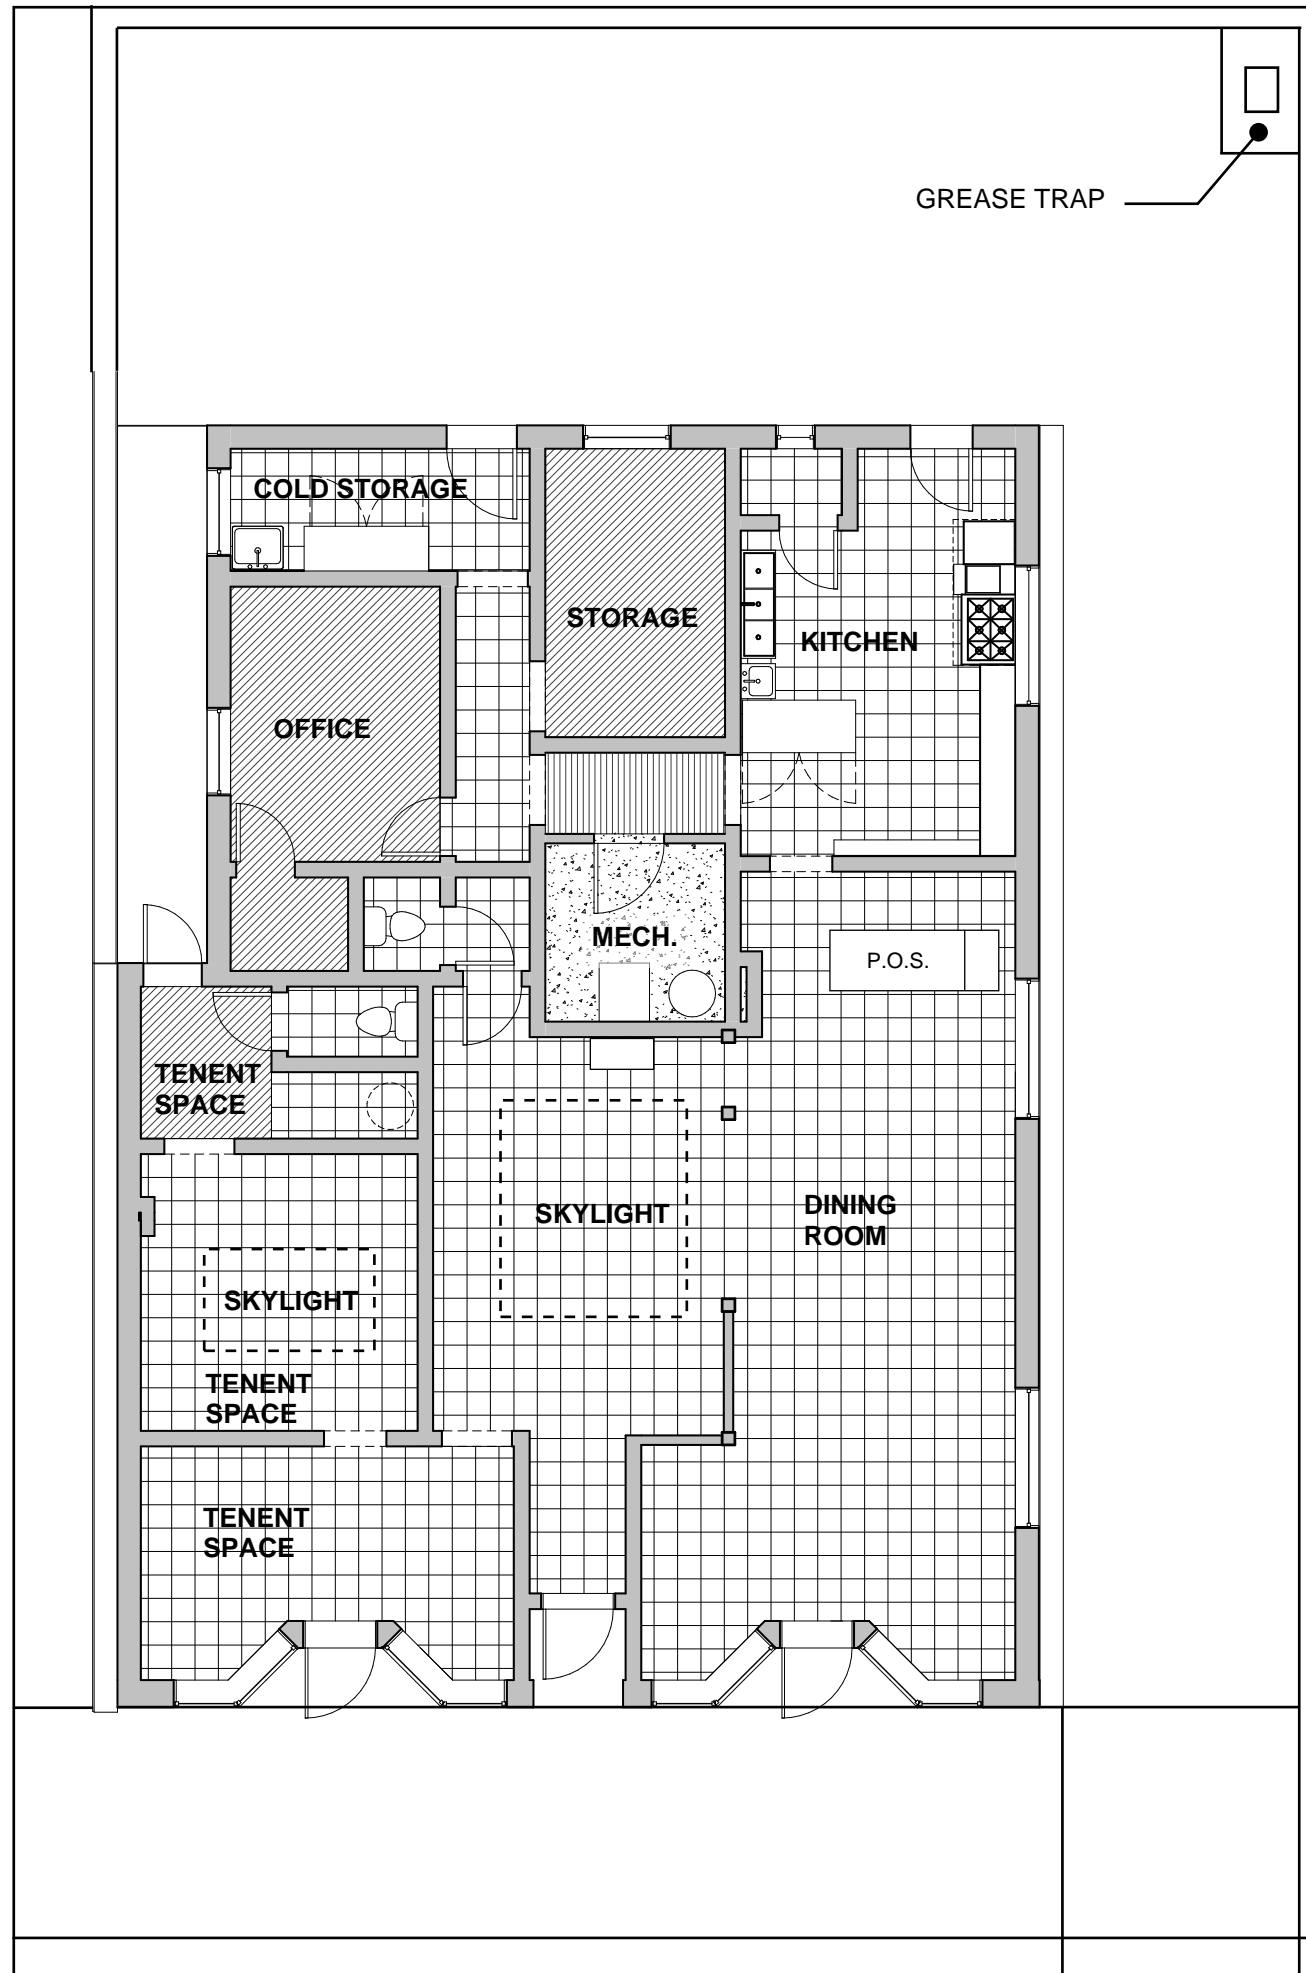 GREASE TRAP
COLD STORAGE
STORAGE
KITCHEN
OFFICE
MECH.
P.O.S.
TENENT
SPACE
SKYLIGHT
DINING
ROOM
SKYLIGHT
TENENT
SPACE
TENENT
SPACE